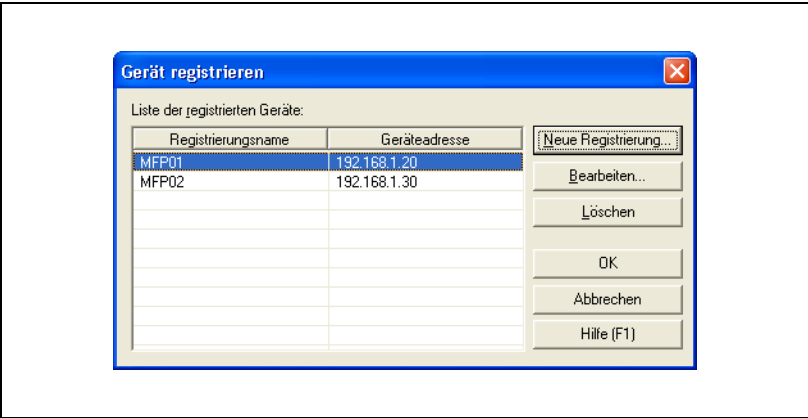 Gerät registrieren
Liste der registrierten Geräte:
Registrierungsname Geräteadresse
MFP01 192.168.1.20
MFP02 192.168.1.30
Neue Registrierung...
Bearbeiten...
Löschen
OK
Abbrechen
Hilfe (F1)